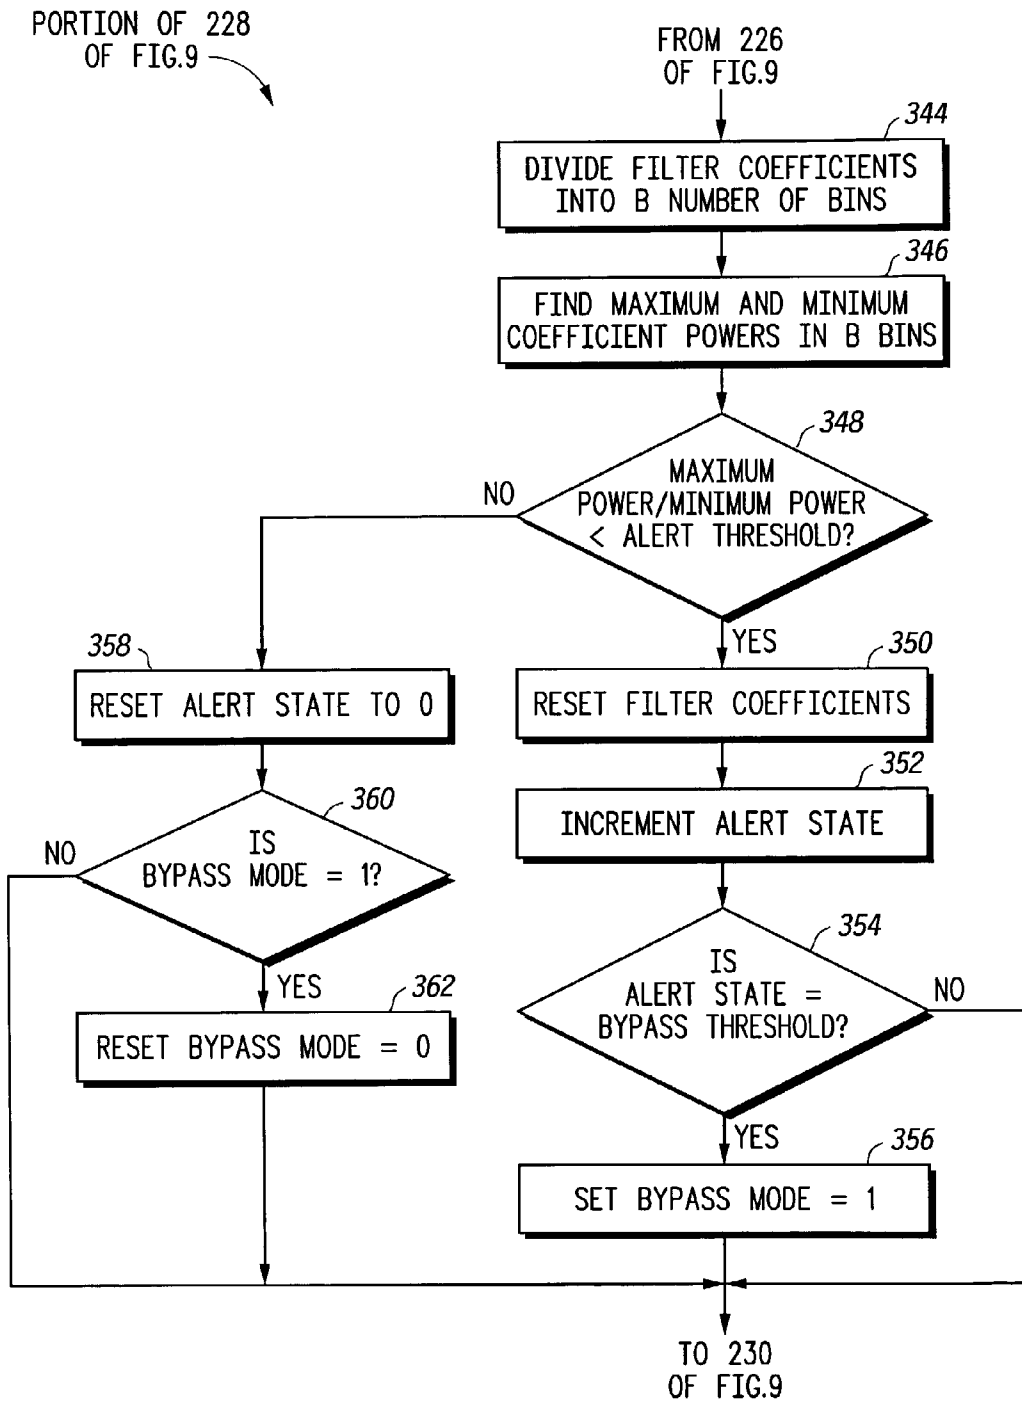 PORTION OF 228
OF FIG.9
FROM 226
OF FIG.9
344
DIVIDE FILTER COEFFICIENTS
INTO B NUMBER OF BINS
346
FIND MAXIMUM AND MINIMUM
COEFFICIENT POWERS IN B BINS
348
MAXIMUM
POWER/MINIMUM POWER
< ALERT THRESHOLD?
NO
YES
358
RESET ALERT STATE TO 0
350
RESET FILTER COEFFICIENTS
352
INCREMENT ALERT STATE
360
IS
BYPASS MODE = 1?
NO
YES
362
RESET BYPASS MODE = 0
354
IS
ALERT STATE =
BYPASS THRESHOLD?
NO
YES
356
SET BYPASS MODE = 1
TO 230
OF FIG.9